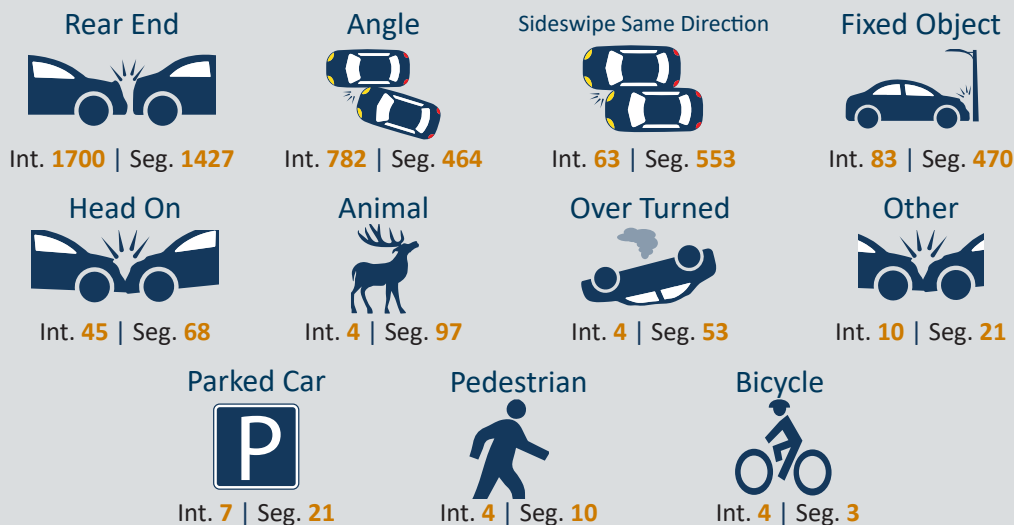 Rear End
Angle
Sideswipe Same Direction
Fixed Object
Int. 1700 | Seg. 1427
Int. 782 | Seg. 464
Int. 63 | Seg. 553
Int. 83 | Seg. 470
Head On
Animal
Over Turned
Other
Int. 45 | Seg. 68
Int. 4 | Seg. 97
Int. 4 | Seg. 53
Int. 10 | Seg. 21
Parked Car
Pedestrian
Bicycle
P
Int. 7 | Seg. 21
Int. 4 | Seg. 10
Int. 4 | Seg. 3